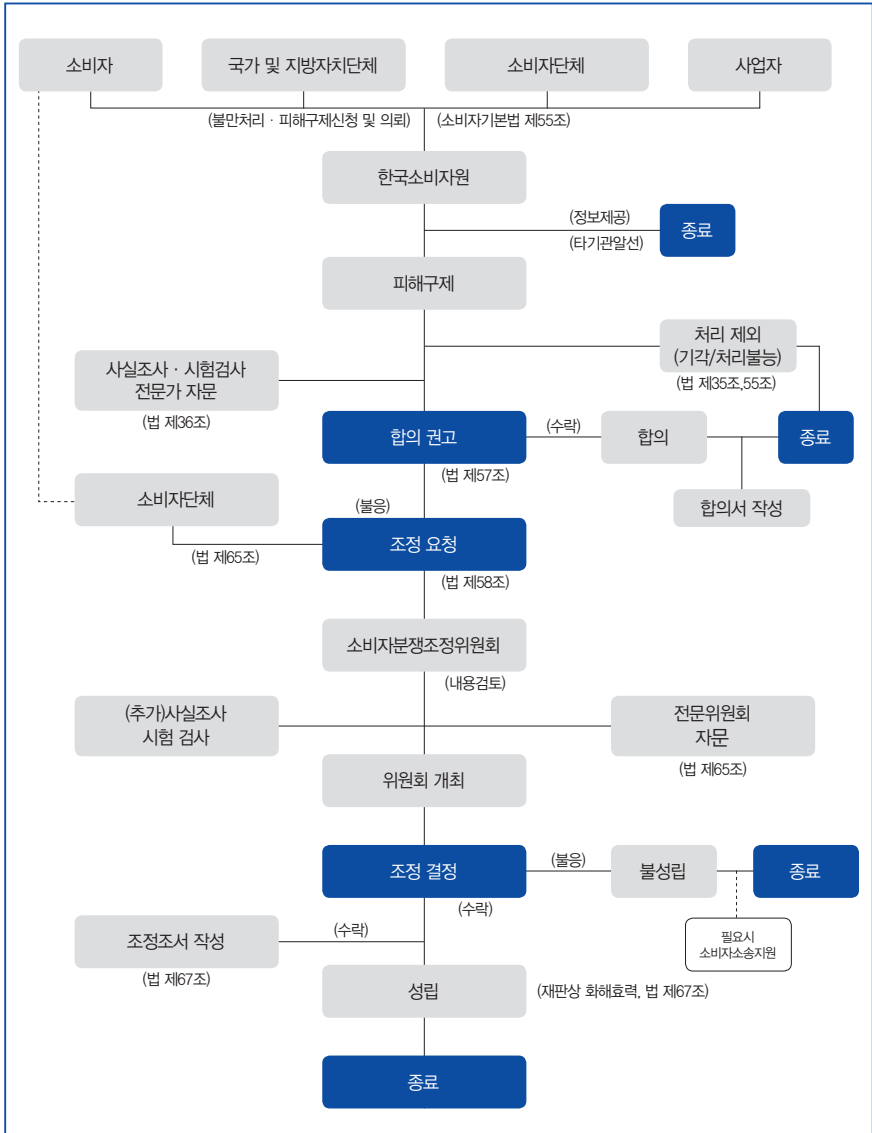 소비자
국가 및 지방자치단체
소비자단체
사업자
(불만처리 · 피해구제신청 및 의뢰)
(소비자기본법 제55조)
한국소비자원
(정보제공)
(타기관알선)
종료
피해구제
처리 제외
(기각/처리불능)
(법 제35조,55조)
사실조사 · 시험검사
전문가 자문
(법 제36조)
합의 권고
(수락)
합의
종료
(법 제57조)
합의서 작성
소비자단체
(불응)
(법 제65조)
조정 요청
(법 제58조)
소비자분쟁조정위원회
(내용검토)
(추가)사실조사
시험 검사
전문위원회
자문
(법 제65조)
위원회 개최
조정 결정
(불응)
불성립
종료
(수락)
필요시
소비자소송지원
조정조서 작성
(수락)
(법 제67조)
성립
(재판상 화해효력, 법 제67조)
종료